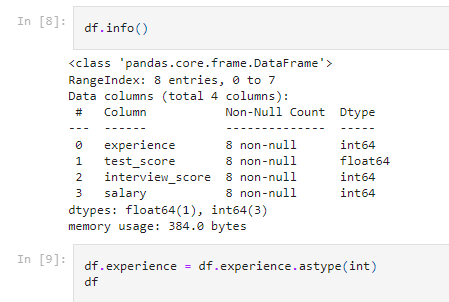 In [8]: df.info()
<class 'pandas.core.frame.DataFrame'>
RangeIndex: 8 entries, 0 to 7
Data columns (total 4 columns):
 #   Column           Non-Null Count  Dtype
---  ------           --------------  -----
 0   experience       8 non-null      int64
 1   test_score       8 non-null      float64
 2   interview_score  8 non-null      int64
 3   salary           8 non-null      int64
dtypes: float64(1), int64(3)
memory usage: 384.0 bytes
In [9]: df.experience = df.experience.astype(int)
df